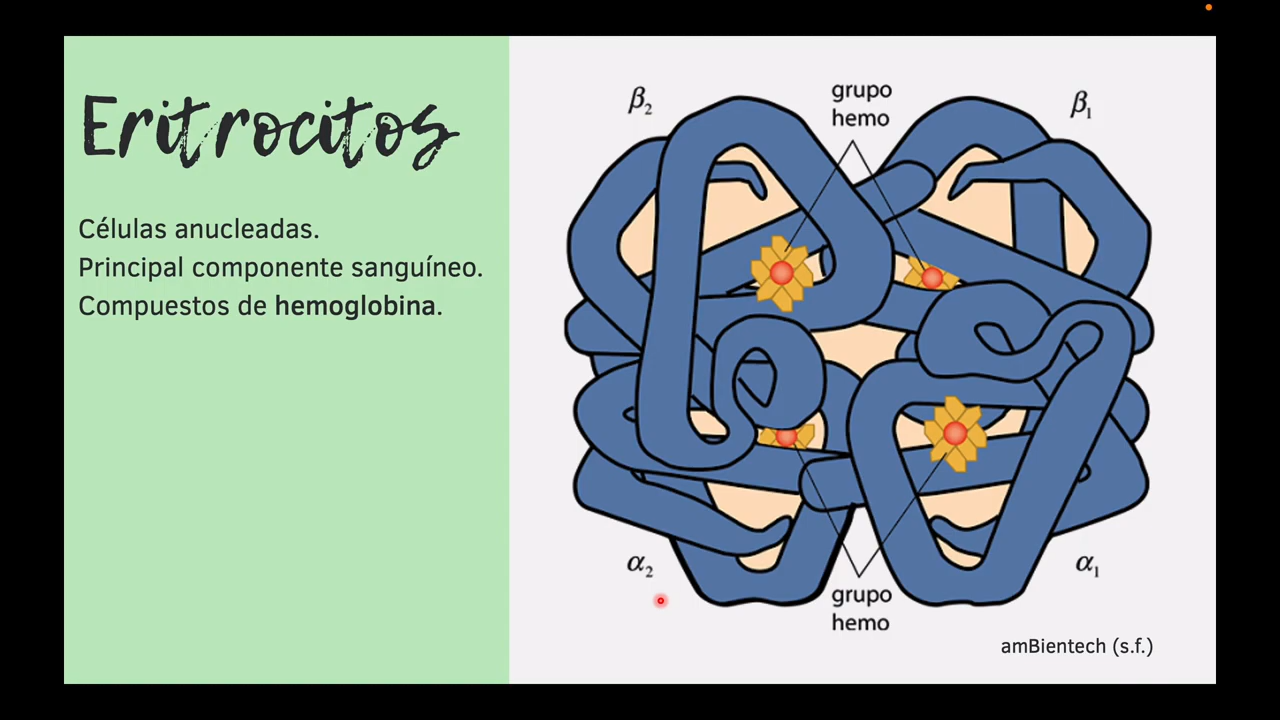 Eritrocitos
Células anucleadas.
Principal componente sanguíneo.
Compuestos de hemoglobina.
β2
grupo
hemo
β1
α2
grupo
hemo
α1
amBientech (s.f.)